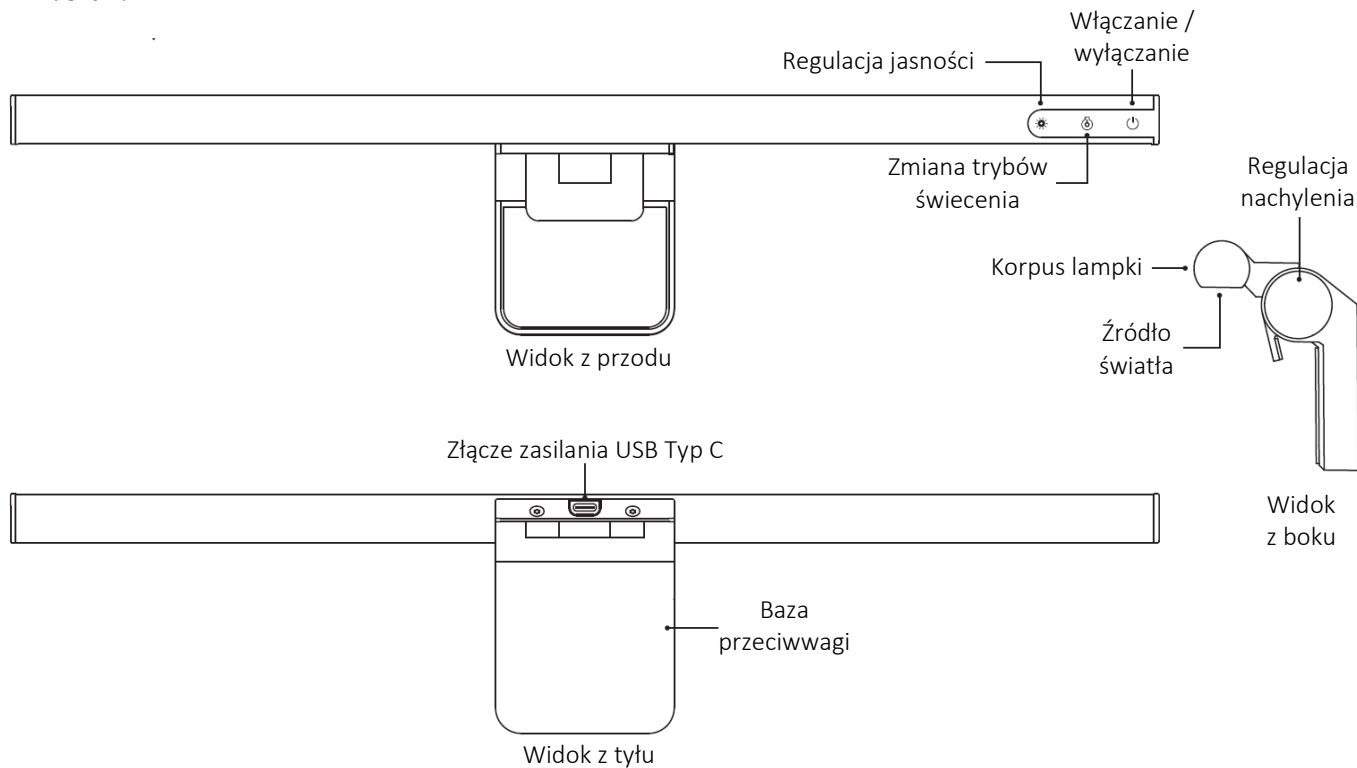 Włączanie /
wyłączanie
Regulacja jasności
Zmiana trybów
świecenia
Regulacja
nachylenia
Korpus lampki
Źródło
światła
Widok z przodu
Złącze zasilania USB Typ C
Widok
z boku
Baza
przeciwwagi
Widok z tyłu